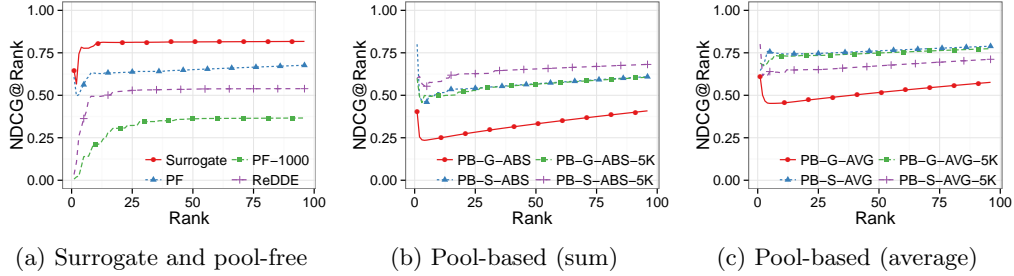 NDCG@Rank
1.00
0.75
0.50
0.25
0.00
Surrogate
PF
PF−1000
ReDDE
0 25 50 75 100
Rank
(a) Surrogate and pool-free
NDCG@Rank
1.00
0.75
0.50
0.25
0.00
PB−G−ABS
PB−S−ABS
PB−G−ABS−5K
PB−S−ABS−5K
0 25 50 75 100
Rank
(b) Pool-based (sum)
NDCG@Rank
1.00
0.75
0.50
0.25
0.00
PB−G−AVG
PB−S−AVG
PB−G−AVG−5K
PB−S−AVG−5K
0 25 50 75 100
Rank
(c) Pool-based (average)